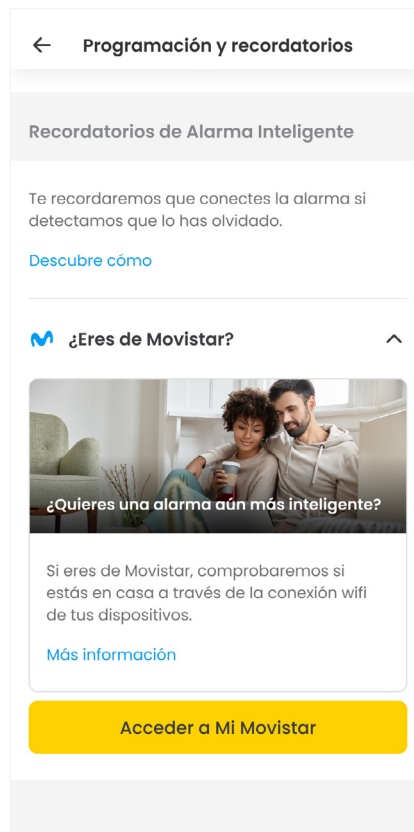 Programación y recordatorios
Recordatorios de Alarma Inteligente
Te recordaremos que conectes la alarma si
detectamos que lo has olvidado.
Descubre cómo
¿Eres de Movistar?
¿Quieres una alarma aún más inteligente?
Si eres de Movistar, comprobaremos si
estás en casa a través de la conexión wifi
de tus dispositivos.
Más información
Acceder a Mi Movistar